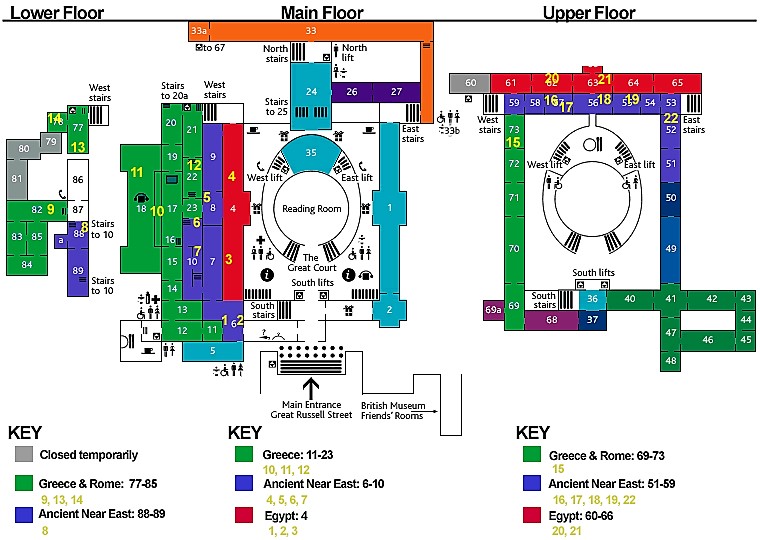 Lower Floor
Main Floor
Upper Floor
33a
33
to 67
North stairs
North lift
24
26
27
Stairs to 25
East stairs
33b
West stairs
Stairs to 20a
West stairs
14
77
13
79
80
81
86
87
82
9
8
88
a
Stairs to 10
83
85
84
89
Stairs to 10
20
21
19
12
22
11
18
10
17
23
16
15
14
13
12
11
5
9
8
5
6
10
7
7
4
4
3
1
6
2
35
West lift
East lift
Reading Room
The Great Court
South lifts
South stairs
1
2
Main Entrance
Great Russell Street
British Museum
Friends' Rooms
60
61
62
63
64
65
20
21
59
58
56
54
53
16
17
18
19
22
West stairs
East stairs
73
15
72
71
70
69
69a
68
52
51
50
49
West lift
East lift
South lifts
South stairs
36
37
40
41
42
43
44
45
46
47
48
KEY
Closed temporarily
Greece & Rome: 77-85
9, 13, 14
Ancient Near East: 88-89
8
KEY
Greece: 11-23
10, 11, 12
Ancient Near East: 6-10
4, 5, 6, 7
Egypt: 4
1, 2, 3
KEY
Greece & Rome: 69-73
15
Ancient Near East: 51-59
16, 17, 18, 19, 22
Egypt: 60-66
20, 21